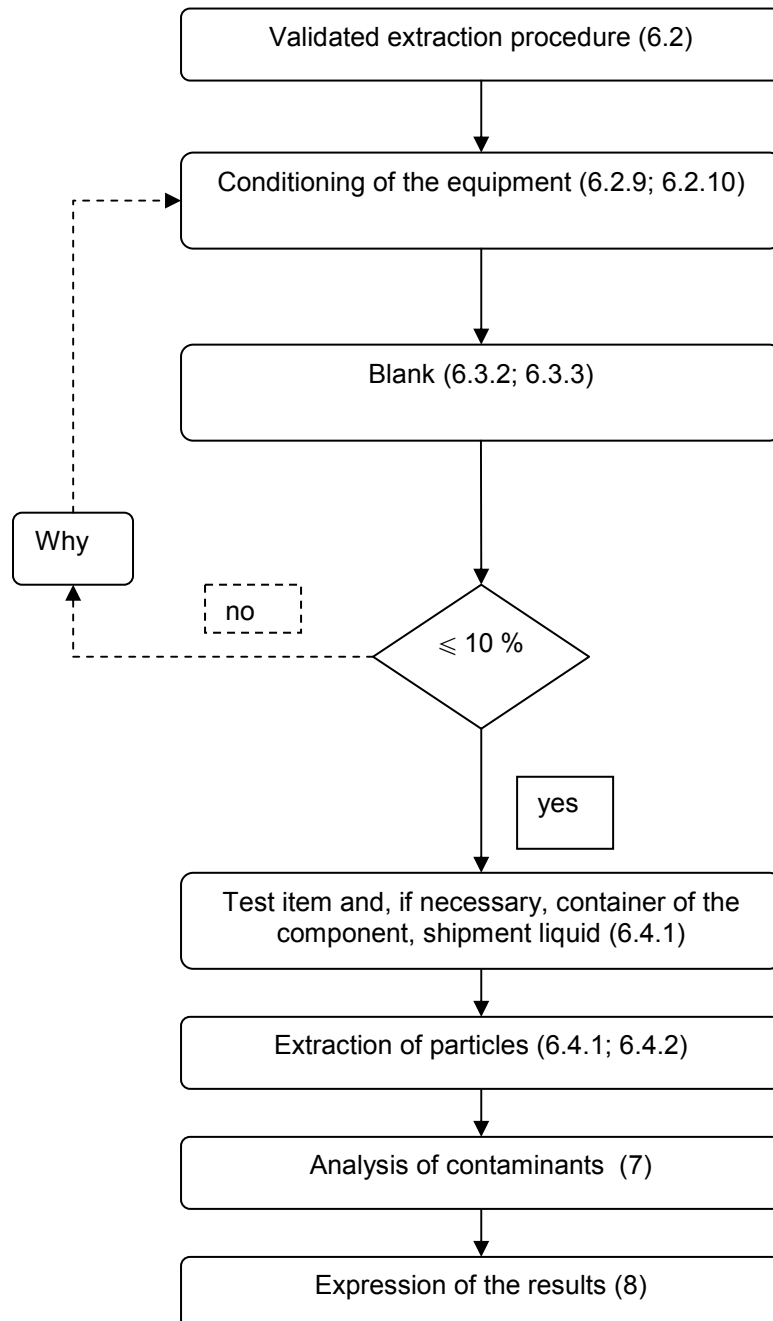 Validated extraction procedure (6.2)
Conditioning of the equipment (6.2.9; 6.2.10)
Blank (6.3.2; 6.3.3)
Why
no
⩽ 10 %
yes
Test item and, if necessary, container of the
component, shipment liquid (6.4.1)
Extraction of particles (6.4.1; 6.4.2)
Analysis of contaminants (7)
Expression of the results (8)